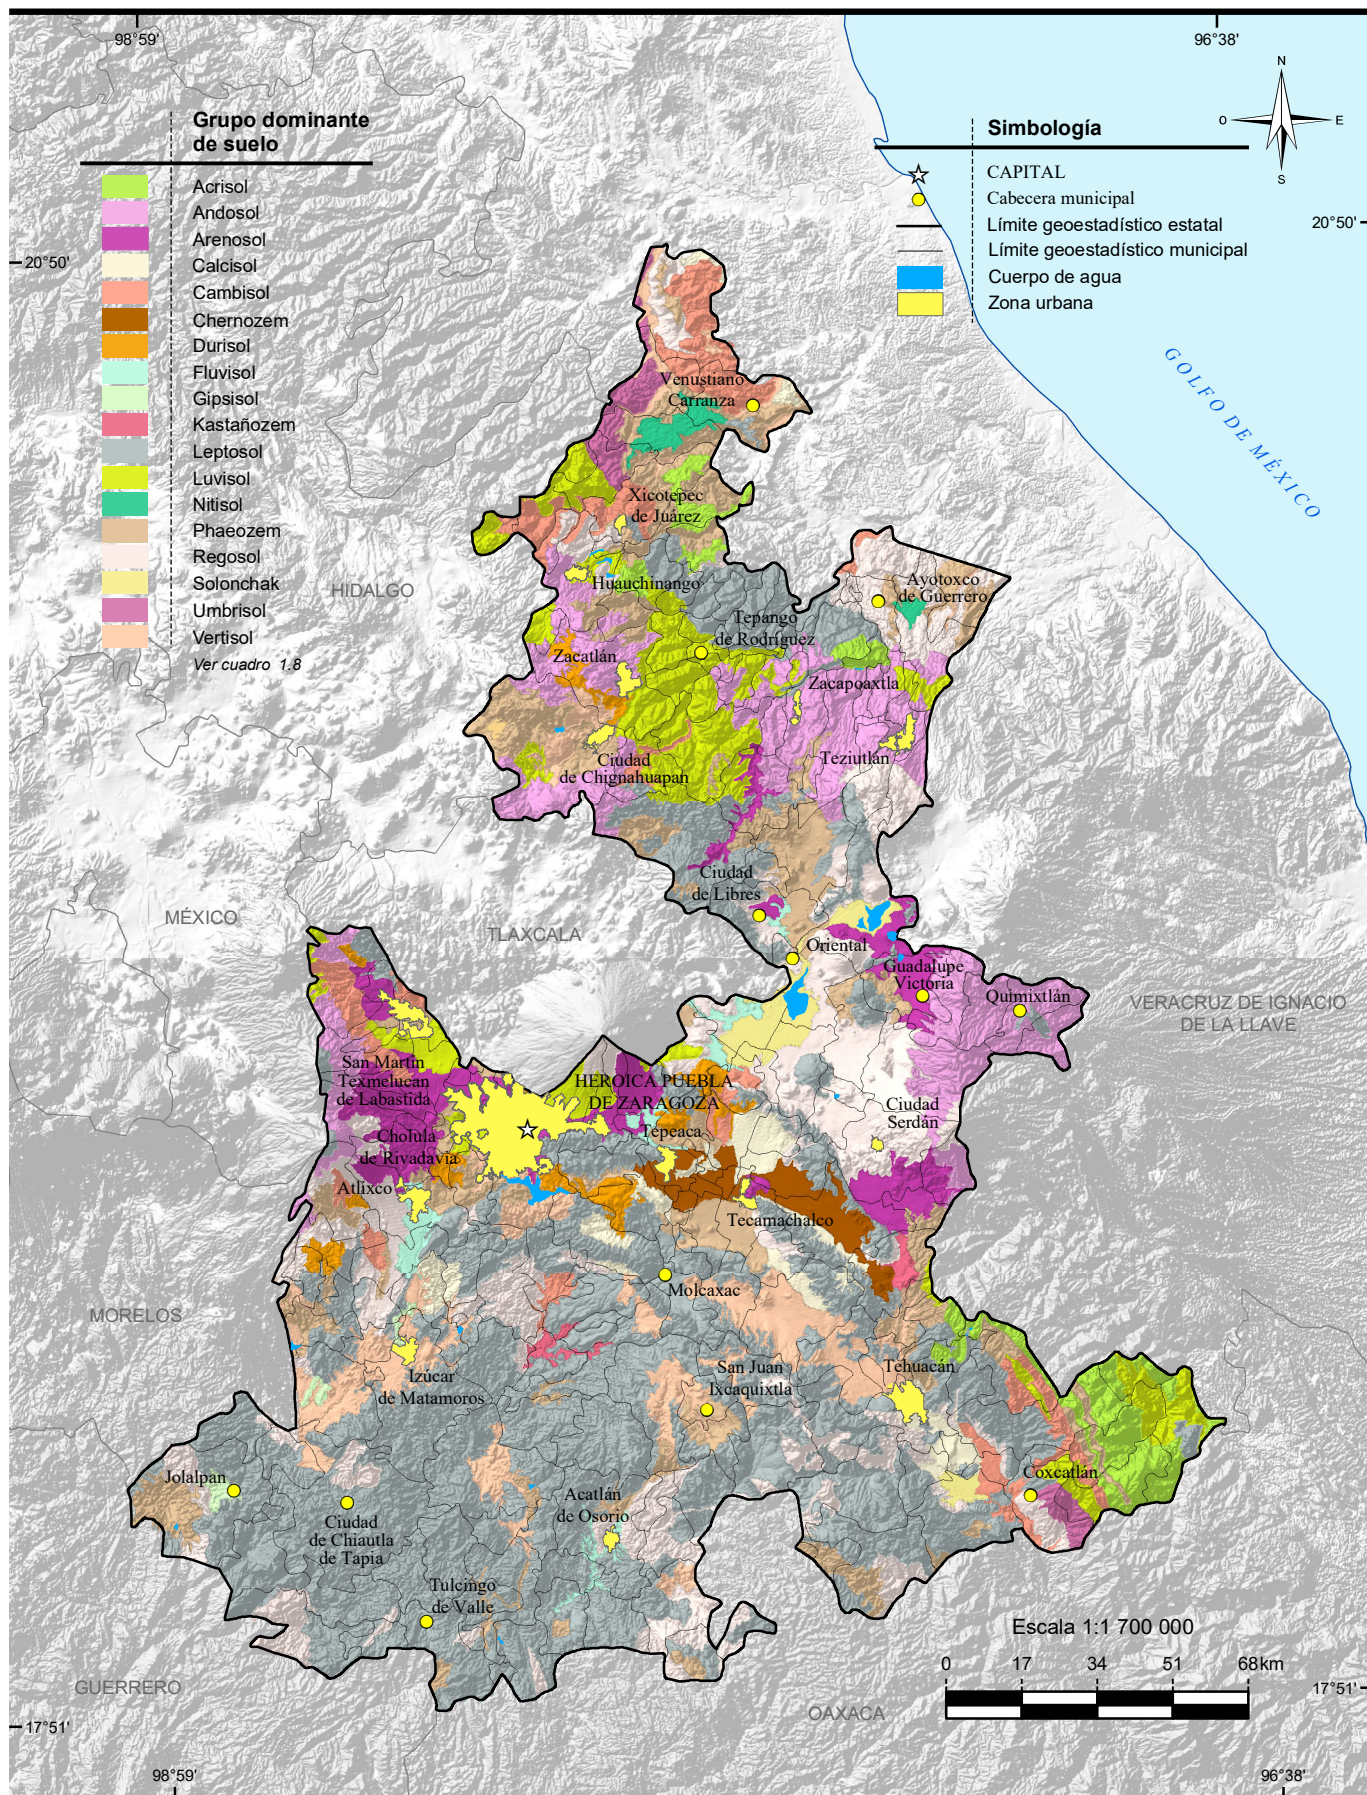 98°59'
96°38'
N
O
E
S
Grupo dominante
de suelo
Acrisol
Andosol
Arenosol
Calcisol
Cambisol
Chernozem
Durisol
Fluvisol
Gipsisol
Kastañozem
Leptosol
Luvisol
Nitisol
Phaeozem
Regosol
Solonchak
Umbrisol
Vertisol
Ver cuadro 1.8
Simbología
CAPITAL
Cabecera municipal
Límite geoestadístico estatal
Límite geoestadístico municipal
Cuerpo de agua
Zona urbana
20°50'
20°50'
GOLFO DE MÉXICO
Venustiano
Carranza
Xicotepec
de Juárez
HIDALGO
Huauchinango
Ayotoxco
de Guerrero
Tepango
de Rodríguez
Zacatlán
Zacapoaxtla
Ciudad
de Chignahuapan
Teziutlán
Ciudad
de Libres
MÉXICO
TLAXCALA
Oriental
Guadalupe
Victoria
Quimixtlán
VERACRUZ DE IGNACIO
DE LA LLAVE
San Martín
Texmelucan
de Labastida
HEROICA PUEBLA
DE ZARAGOZA
Ciudad
Serdán
Cholula
de Rivadavia
Tepeaca
Atlixco
Tecamachalco
Molcaxac
MORELOS
Izúcar
de Matamoros
San Juan
Ixcaquixtla
Tehuacán
Jolalpan
Coxcatlán
Ciudad
de Chiautla
de Tapia
Acatlán
de Osorio
Tulcingo
de Valle
GUERRERO
OAXACA
Escala 1:1 700 000
0 17 34 51 68 km
17°51'
17°51'
98°59'
96°38'